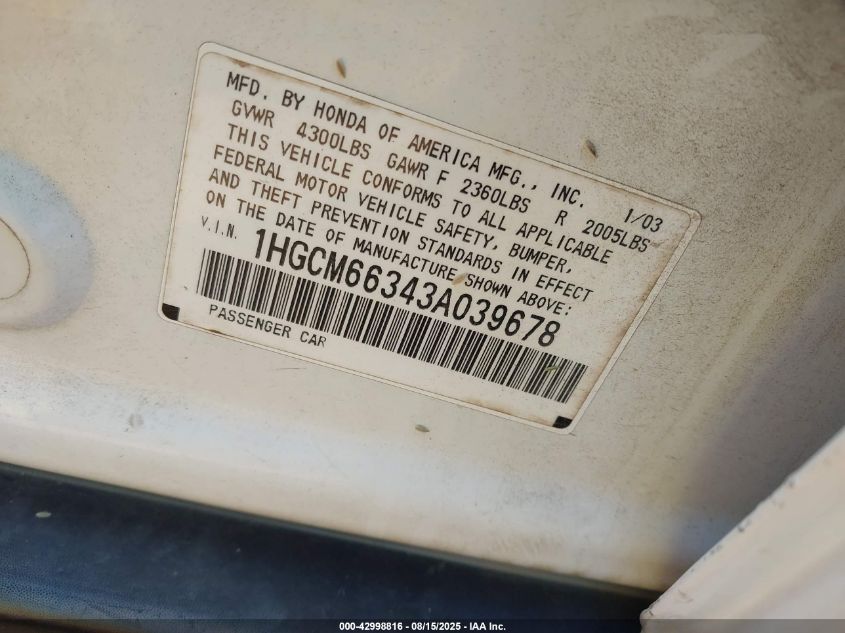 MFD. BY HONDA OF AMERICA MFG., INC. 1/03
GVWR 4300LBS GAWR F 2360LBS R 2005LBS
THIS VEHICLE CONFORMS TO ALL APPLICABLE
FEDERAL MOTOR VEHICLE SAFETY, BUMPER,
AND THEFT PREVENTION STANDARDS IN EFFECT
ON THE DATE OF MANUFACTURE SHOWN ABOVE:
V.I.N. 1HGCM66343A039678
PASSENGER CAR
000-42998816 - 08/15/2025 - IAA Inc.